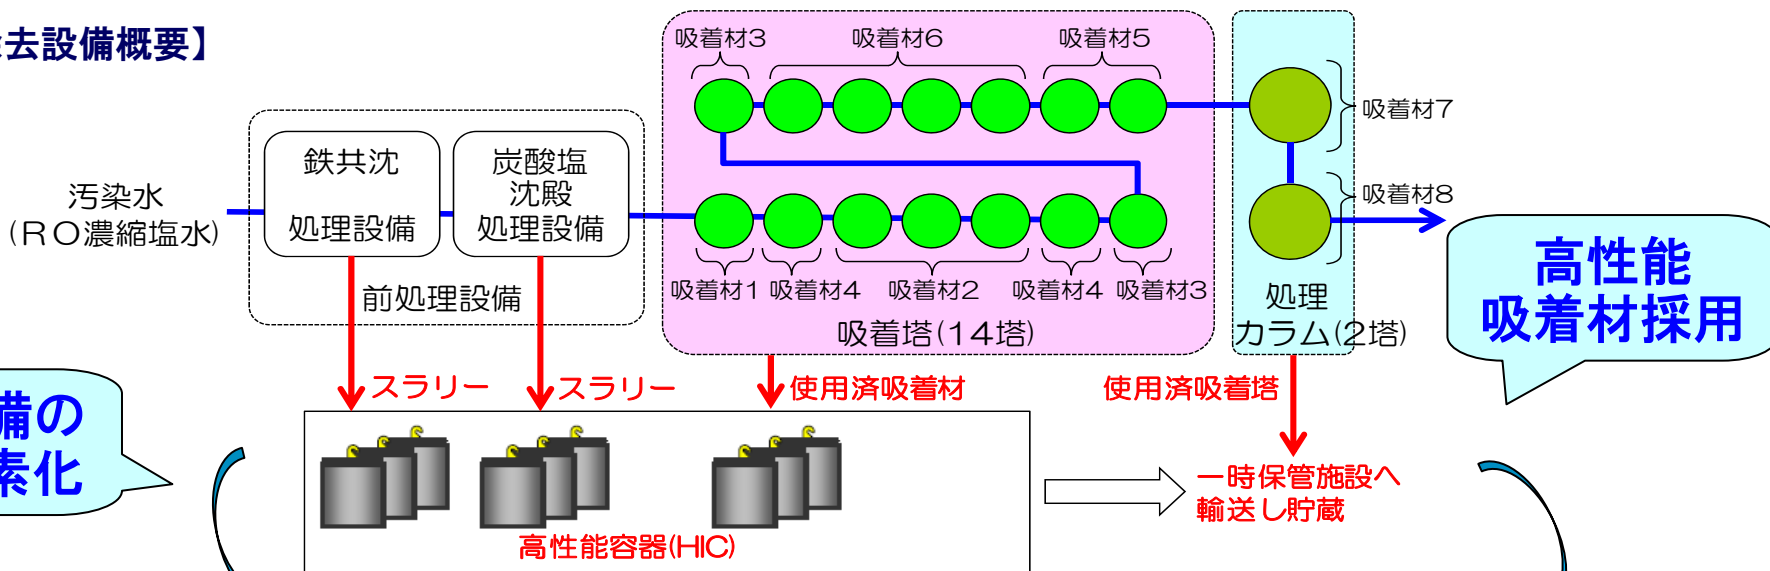 去設備概要】
吸着材3
吸着材6
吸着材5
吸着材7
鉄共沈
処理設備
炭酸塩
沈殿
処理設備
汚染水
(RO濃縮塩水)
吸着材8
前処理設備
吸着材1
吸着材4
吸着材2
吸着材4
吸着材3
吸着塔(14塔)
処理
カラム(2塔)
高性能
吸着材採用
スラリー
スラリー
使用済吸着材
使用済吸着塔
備の
素化
高性能容器(HIC)
一時保管施設へ
輸送し貯蔵